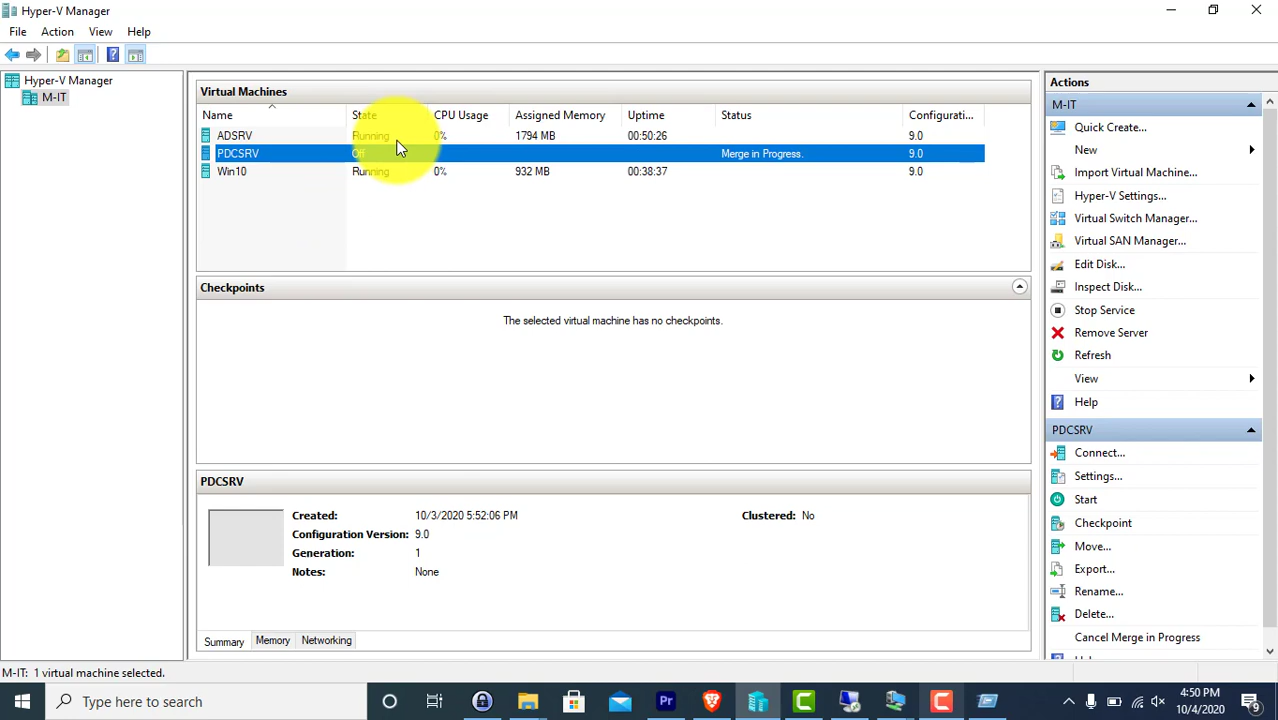 Hyper-V Manager
File Action View Help
Hyper-V Manager
M-IT
Virtual Machines
Name State CPU Usage Assigned Memory Uptime Status Configurati...
ADSRV Running 0% 1794 MB 00:50:26 9.0
PDCSRV Off Merge in Progress. 9.0
Win10 Running 0% 932 MB 00:38:37 9.0
Checkpoints
The selected virtual machine has no checkpoints.
PDCSRV
Created: 10/3/2020 5:52:06 PM Clustered: No
Configuration Version: 9.0
Generation: 1
Notes: None
Summary Memory Networking
Actions
M-IT
Quick Create...
New
Import Virtual Machine...
Hyper-V Settings...
Virtual Switch Manager...
Virtual SAN Manager...
Edit Disk...
Inspect Disk...
Stop Service
Remove Server
Refresh
View
Help
PDCSRV
Connect...
Settings...
Start
Checkpoint
Move...
Export...
Rename...
Delete...
Cancel Merge in Progress
M-IT: 1 virtual machine selected.
Type here to search
Pr
4:50 PM
10/4/2020
9